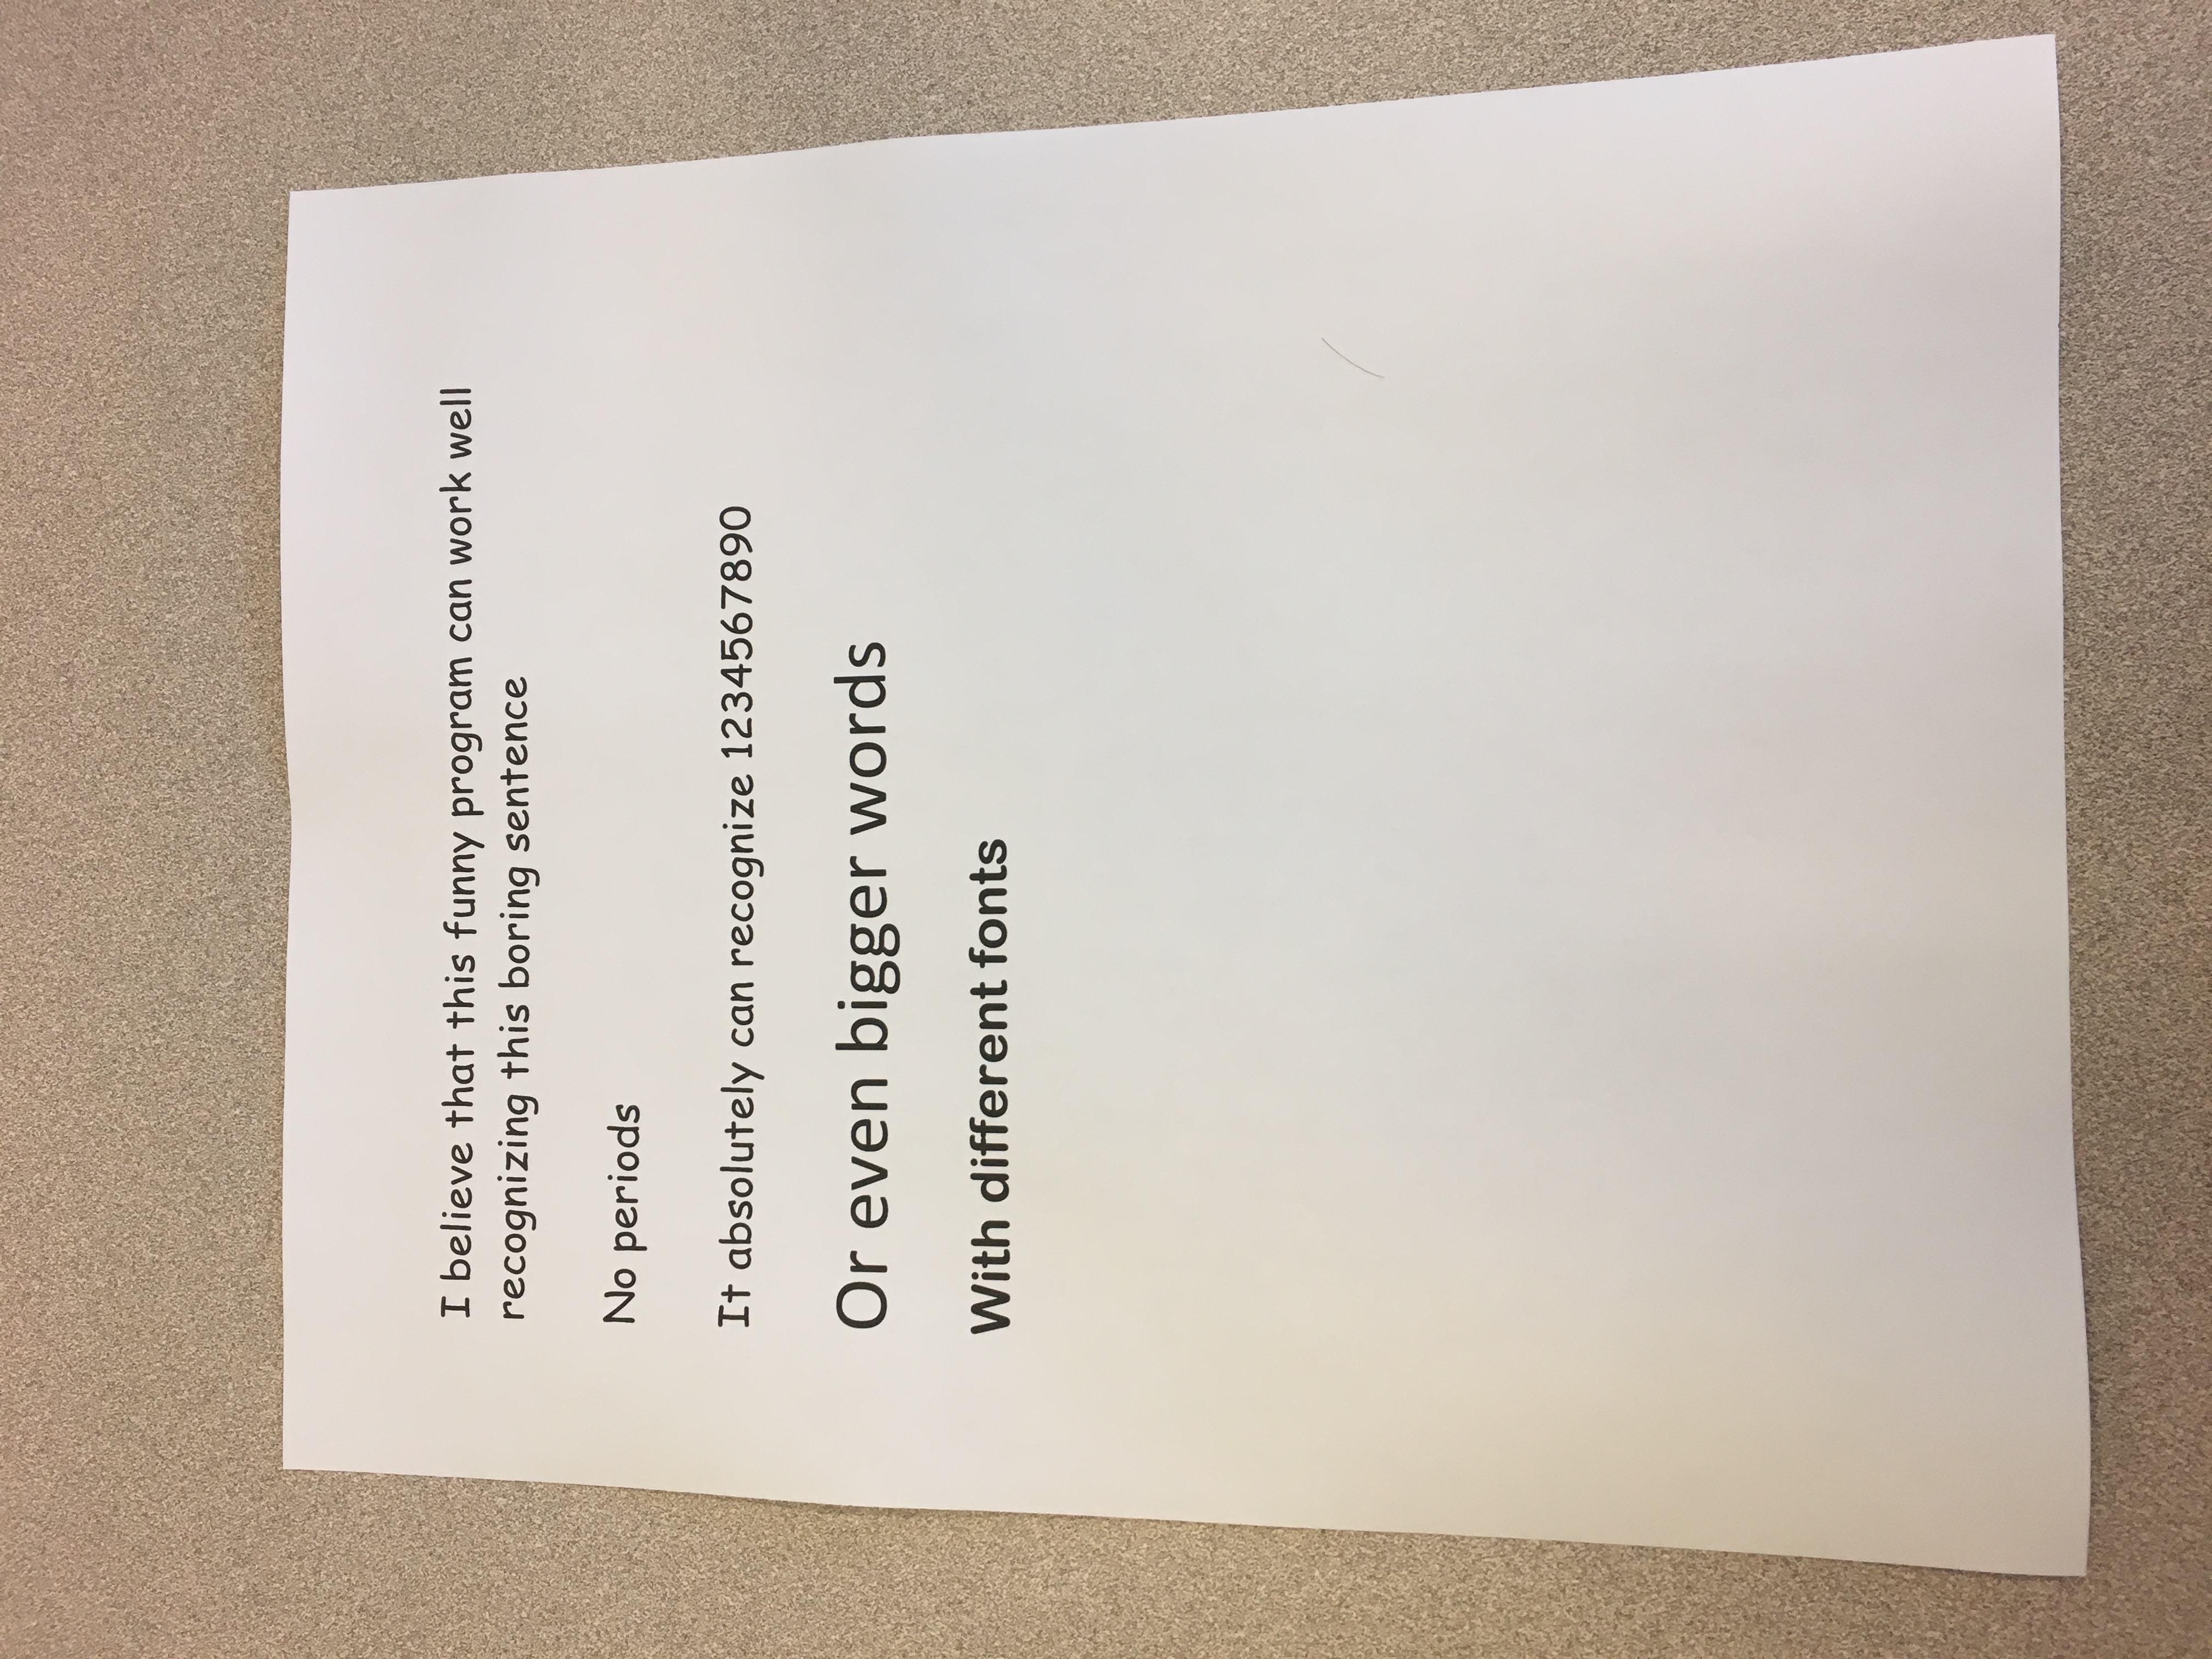 I believe that this funny program can work well
recognizing this boring sentence
No periods
It absolutely can recognize 1234567890
Or even bigger words
With different fonts